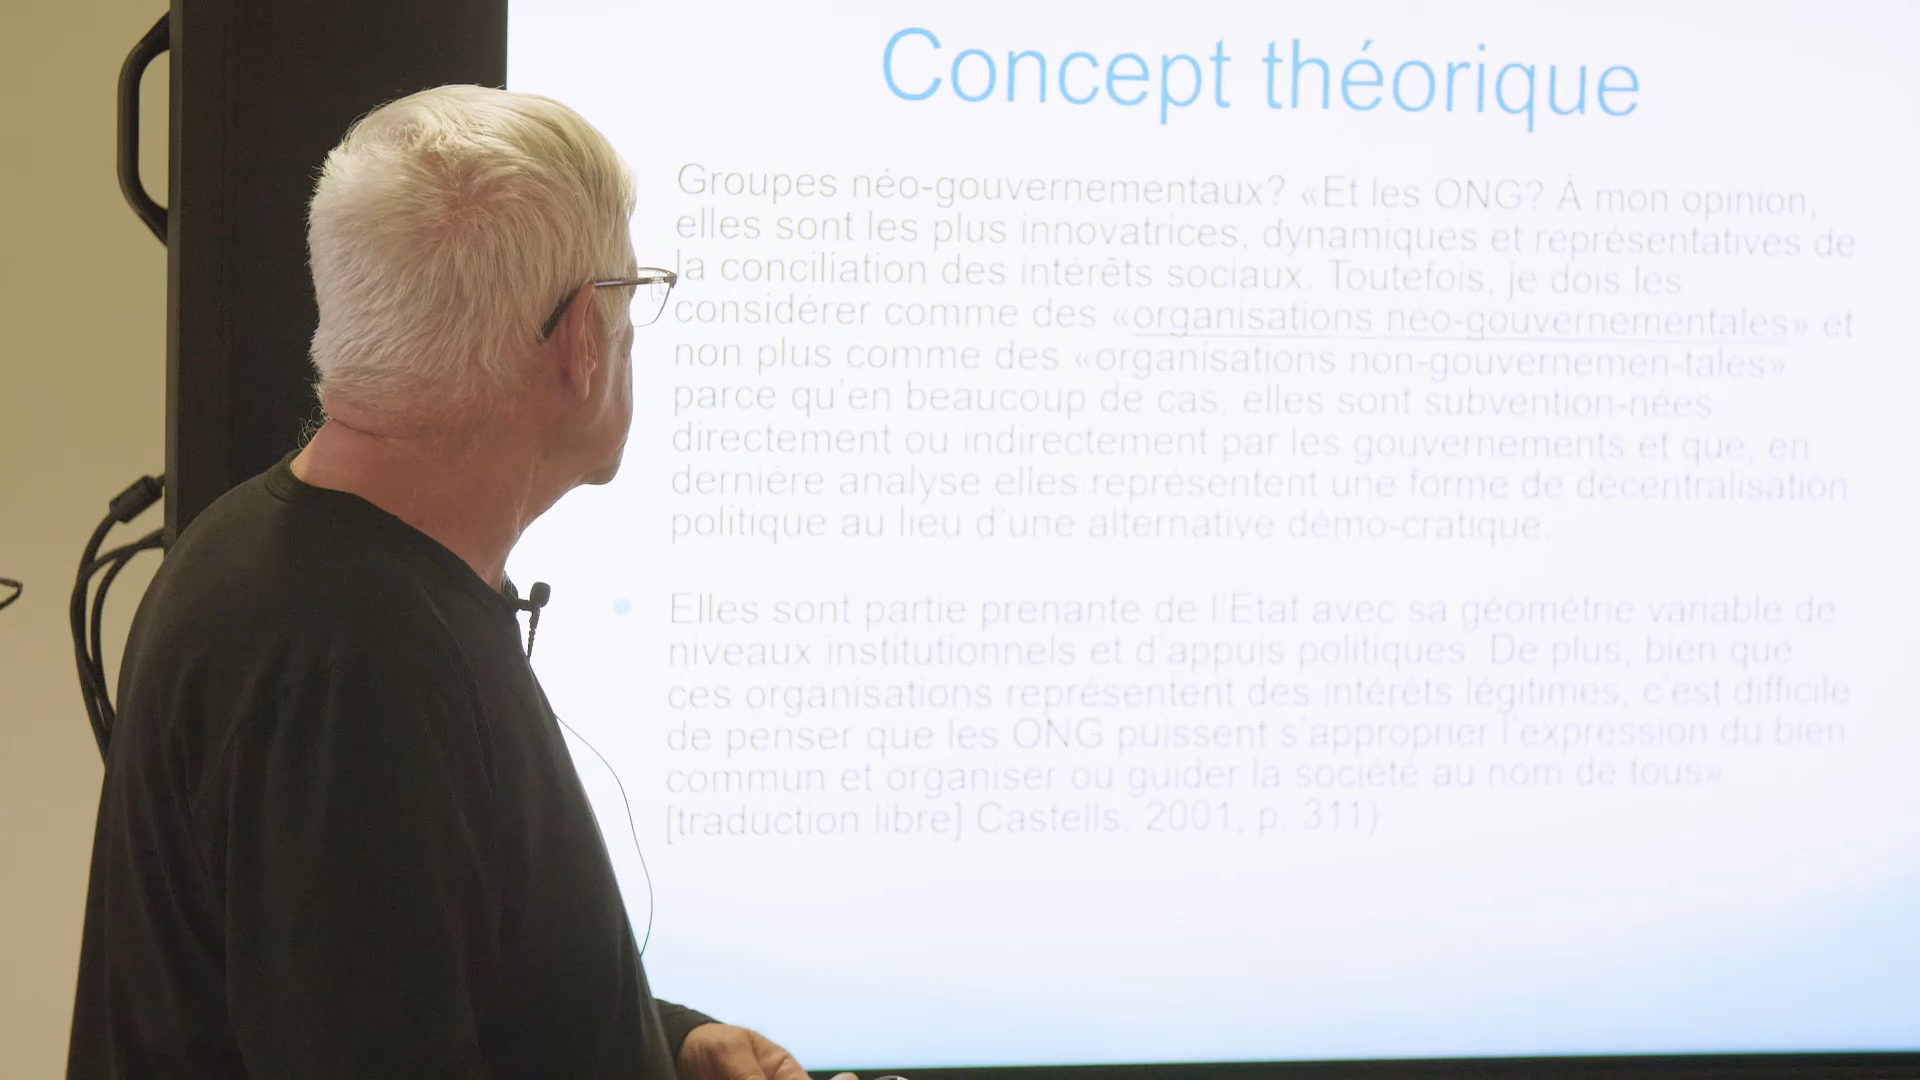 Concept théorique
Groupes néo-gouvernementaux? «Et les ONG? À mon opinion,
elles sont les plus innovatrices, dynamiques et représentatives de
la conciliation des intérêts sociaux. Toutefois, je dois les
considérer comme des «organisations néo-gouvernementales» et
non plus comme des «organisations non-gouvernemen-tales»
parce qu'en beaucoup de cas, elles sont subvention-nées
directement ou indirectement par les gouvernements et que, en
dernière analyse elles représentent une forme de décentralisation
politique au lieu d'une alternative démo-cratique.
Elles sont partie prenante de l'État avec sa géométrie variable de
niveaux institutionnels et d'appuis politiques. De plus, bien que
ces organisations représentent des intérêts légitimes, c'est difficile
de penser que les ONG puissent s'approprier l'expression du bien
commun et organiser ou guider la société au nom de tous»
[traduction libre] Castells. 2001, p. 311)